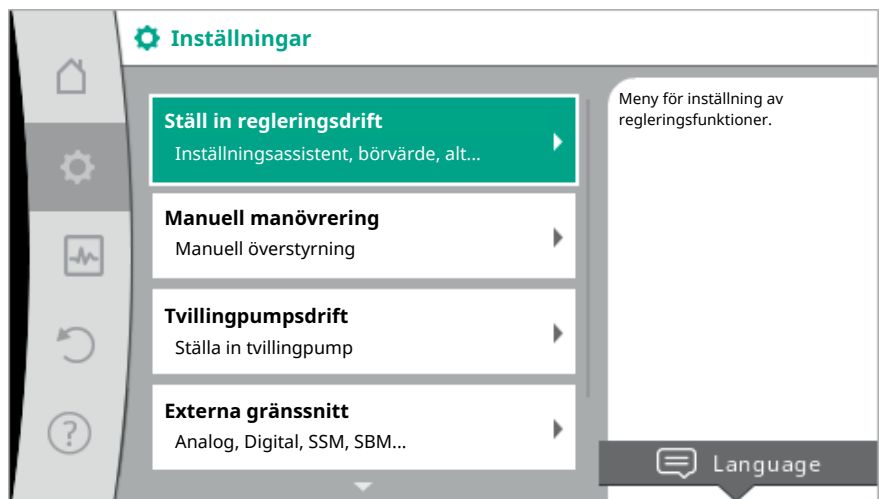 Inställningar
Ställ in regleringsdrift
Inställningsassistent, börvärde, alt...
Manuell manövrering
Manuell överstyrning
Tvillingpumpsdrift
Ställa in tvillingpump
Externa gränssnitt
Analog, Digital, SSM, SBM...
Meny för inställning av
regleringsfunktioner.
Language